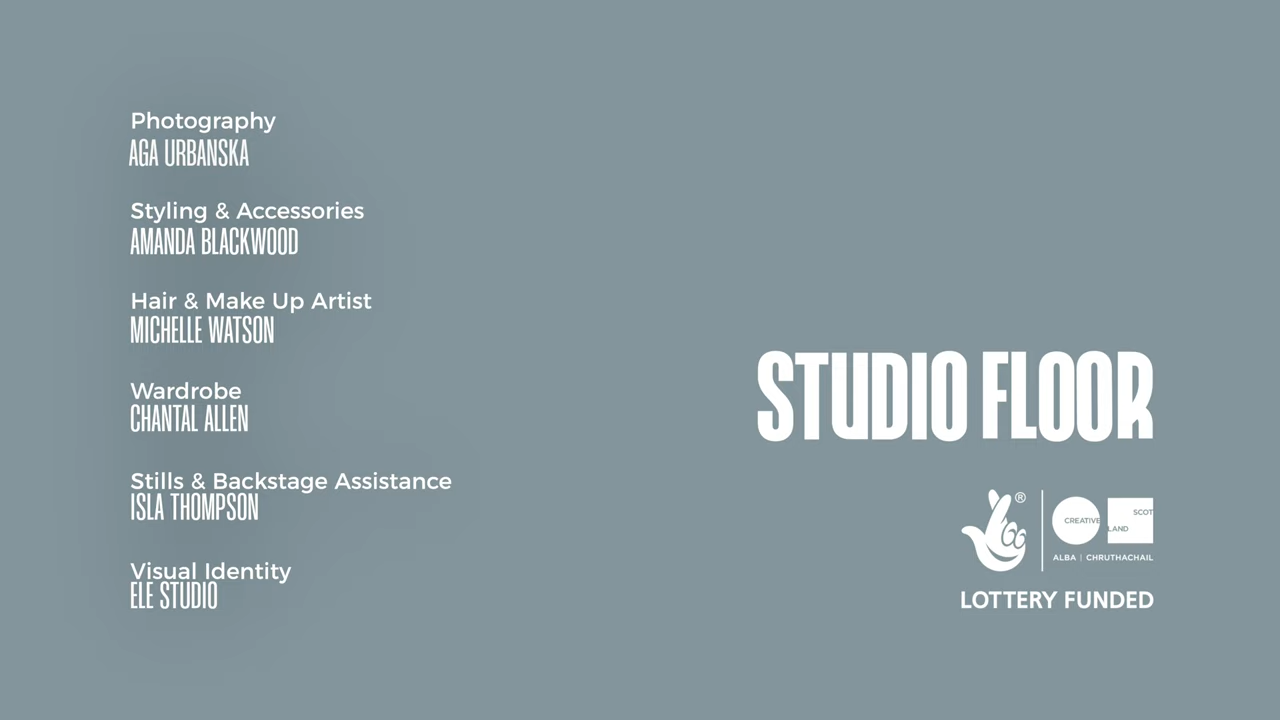 Photography
AGA URBANSKA
Styling & Accessories
AMANDA BLACKWOOD
Hair & Make Up Artist
MICHELLE WATSON
Wardrobe
CHANTAL ALLEN
Stills & Backstage Assistance
ISLA THOMPSON
Visual Identity
ELE STUDIO
STUDIO FLOOR
®
CREATIVE
SCOT
LAND
ALBA | CHRUTHACHAIL
LOTTERY FUNDED